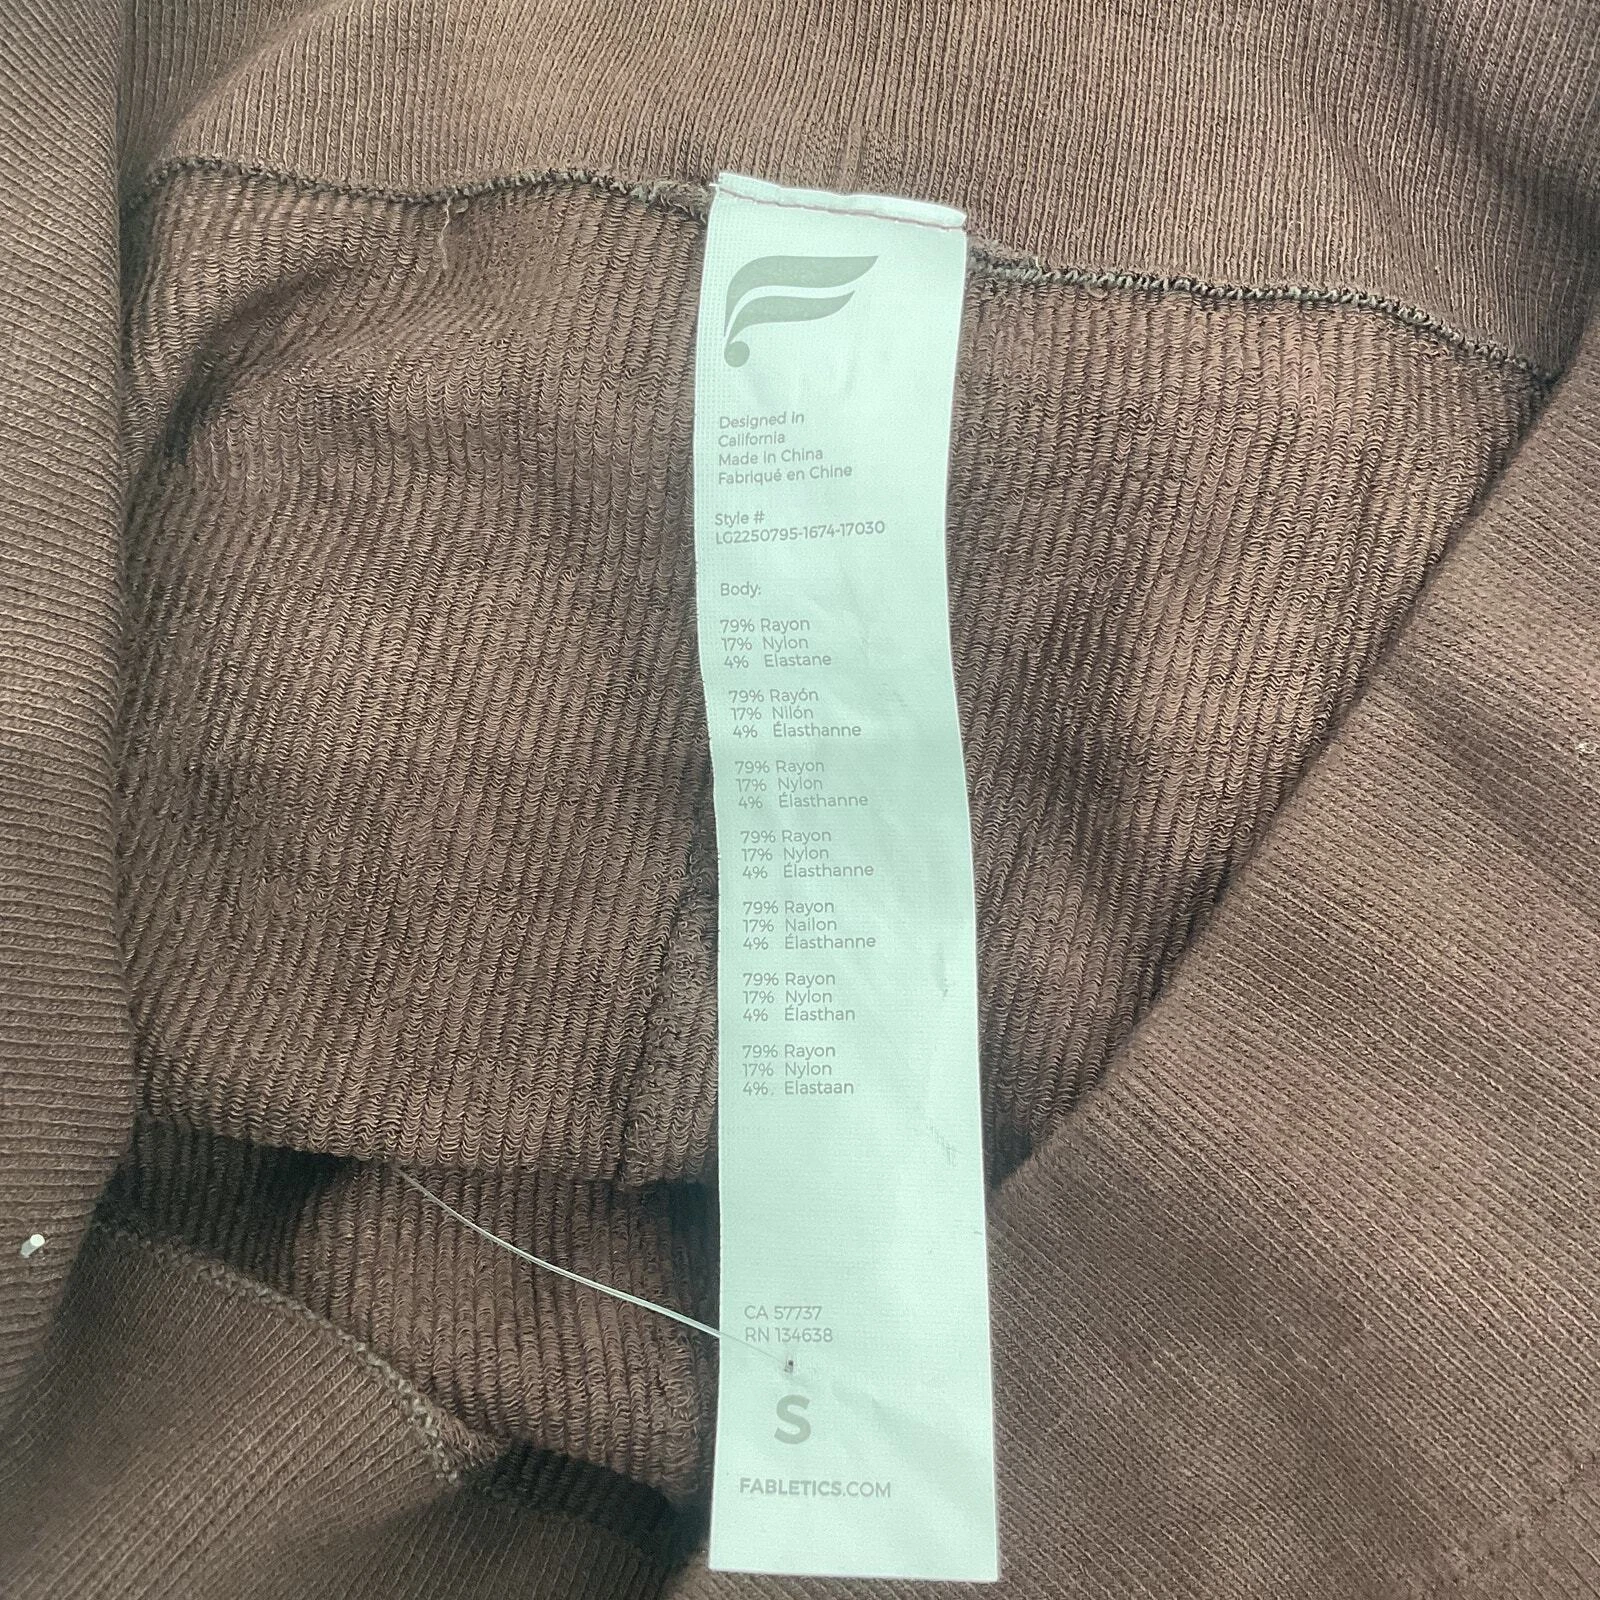 Designed in
California
Made in China
Fabriqué en Chine
Style #
LG2250795-1674-17030
Body:
79% Rayon
17% Nylon
4% Elastane
79% Rayón
17% Nilón
4% Élasthanne
79% Rayon
17% Nylon
4% Élasthanne
79% Rayon
17% Nylon
4% Élasthanne
79% Rayon
17% Nailon
4% Élasthanne
79% Rayon
17% Nylon
4% Élasthan
79% Rayon
17% Nylon
4% Elastaan
CA 57737
RN 134638
S
FABLETICS.COM